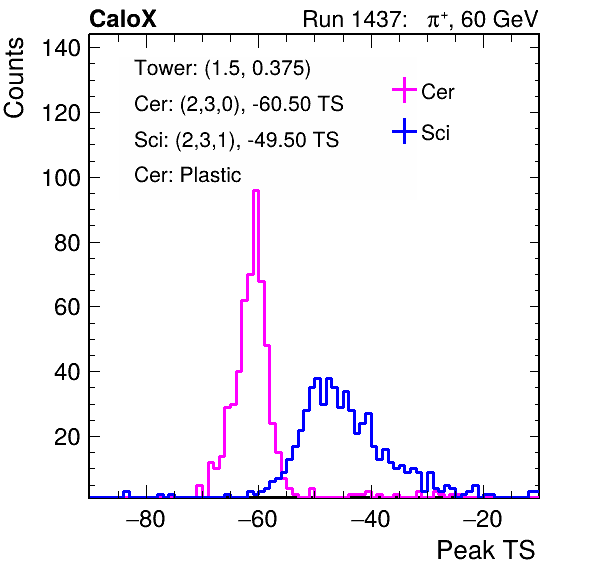 CaloX Run 1437: π⁺, 60 GeV
Counts
140
120
100
80
60
40
20
Tower: (1.5, 0.375)
Cer: (2,3,0), -60.50 TS
Sci: (2,3,1), -49.50 TS
Cer: Plastic
Cer
Sci
−80 −60 −40 −20
Peak TS